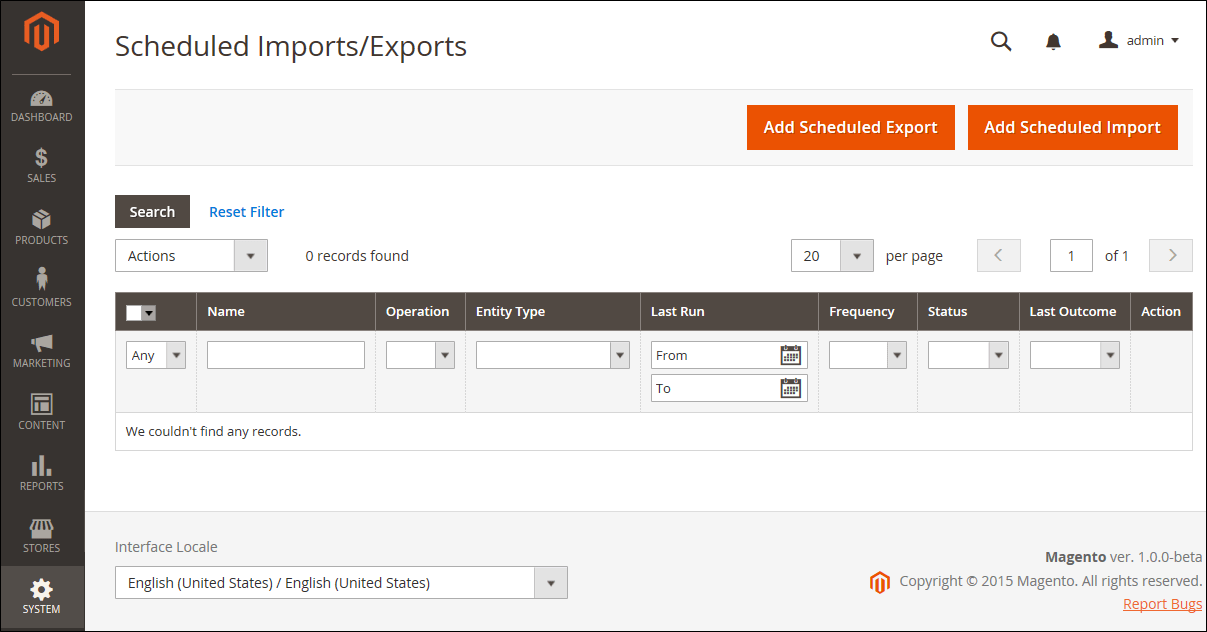 Scheduled Imports/Exports
admin
DASHBOARD
SALES
PRODUCTS
CUSTOMERS
MARKETING
CONTENT
REPORTS
STORES
SYSTEM
Add Scheduled Export
Add Scheduled Import
Search
Reset Filter
Actions
0 records found
20
per page
1
of 1
Name
Operation
Entity Type
Last Run
Frequency
Status
Last Outcome
Action
Any
From
To
We couldn't find any records.
Interface Locale
English (United States) / English (United States)
Magento ver. 1.0.0-beta
Copyright © 2015 Magento. All rights reserved.
Report Bugs